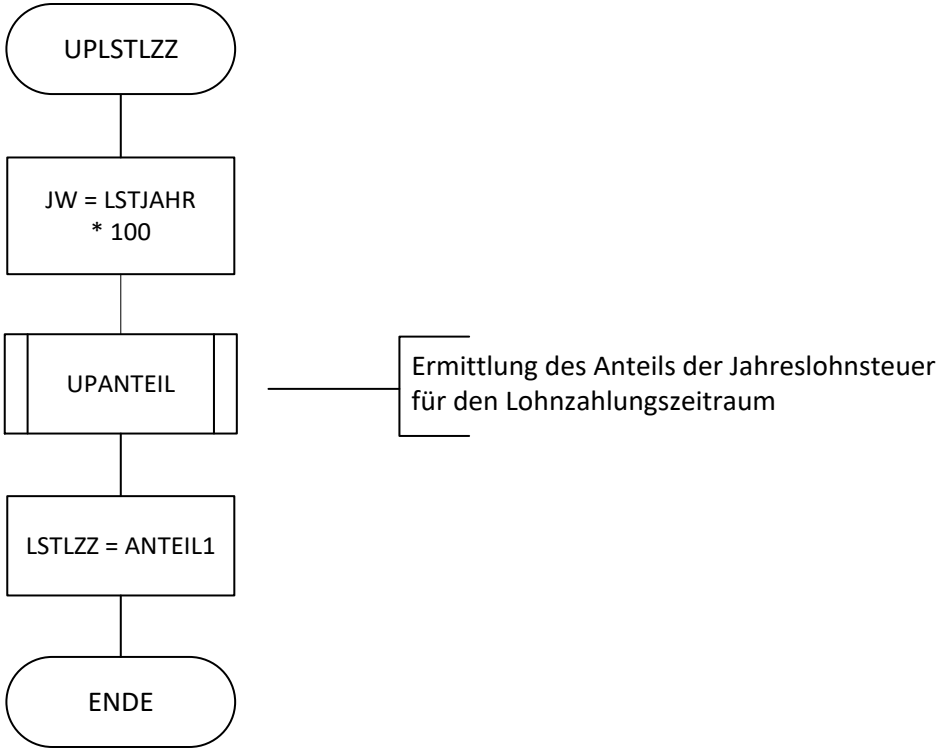 UPLSTLZZ
JW = LSTJAHR
* 100
UPANTEIL
Ermittlung des Anteils der Jahreslohnsteuer
für den Lohnzahlungszeitraum
LSTLZZ = ANTEIL1
ENDE